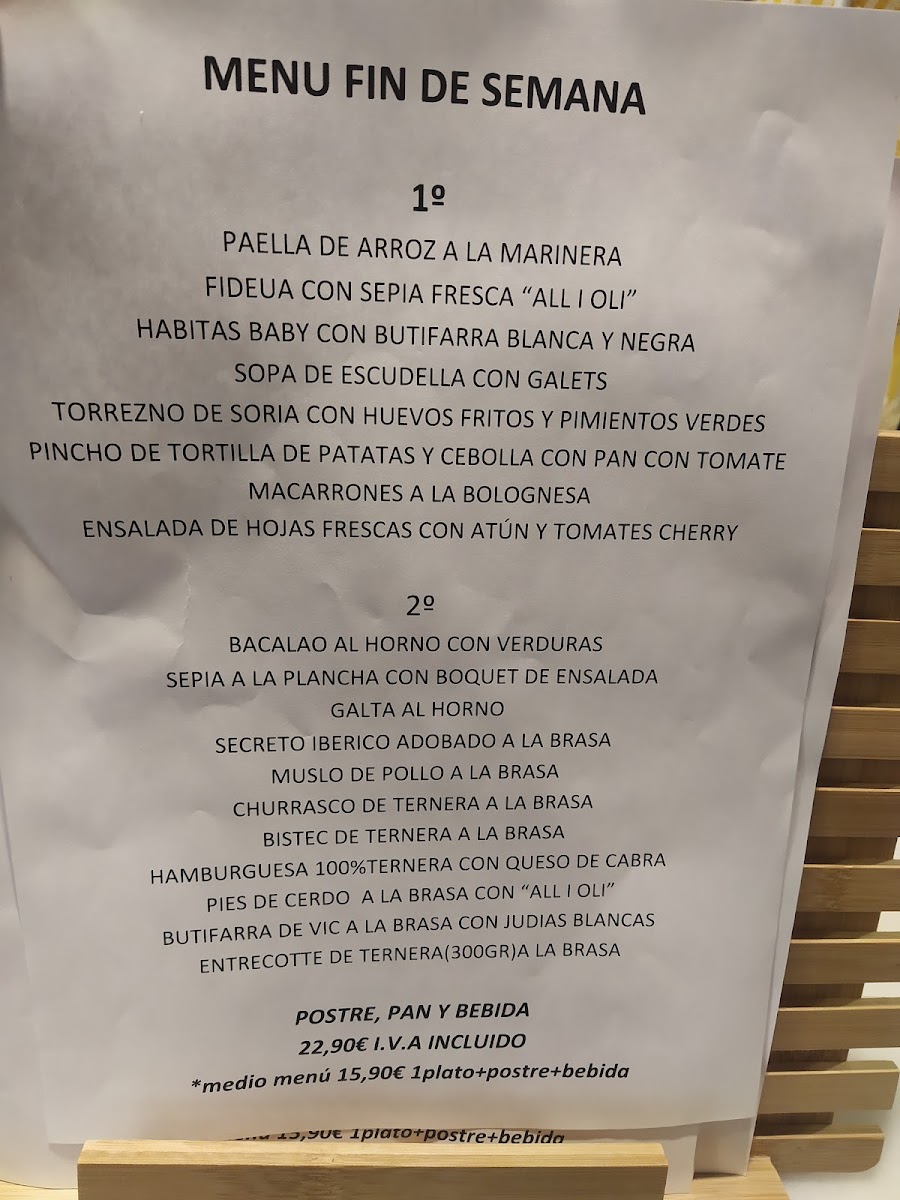 MENU FIN DE SEMANA
1º
PAELLA DE ARROZ A LA MARINERA
FIDEUA CON SEPIA FRESCA “ALL I OLI”
HABITAS BABY CON BUTIFARRA BLANCA Y NEGRA
SOPA DE ESCUDELLA CON GALETS
TORREZNO DE SORIA CON HUEVOS FRITOS Y PIMIENTOS VERDES
PINCHO DE TORTILLA DE PATATAS Y CEBOLLA CON PAN CON TOMATE
MACARRONES A LA BOLOGNESA
ENSALADA DE HOJAS FRESCAS CON ATÚN Y TOMATES CHERRY
2º
BACALAO AL HORNO CON VERDURAS
SEPIA A LA PLANCHA CON BOQUET DE ENSALADA
GALTA AL HORNO
SECRETO IBERICO ADOBADO A LA BRASA
MUSLO DE POLLO A LA BRASA
CHURRASCO DE TERNERA A LA BRASA
BISTEC DE TERNERA A LA BRASA
HAMBURGUESA 100%TERNERA CON QUESO DE CABRA
PIES DE CERDO  A LA BRASA CON “ALL I OLI”
BUTIFARRA DE VIC A LA BRASA CON JUDIAS BLANCAS
ENTRECOTTE DE TERNERA(300GR)A LA BRASA
POSTRE, PAN Y BEBIDA
22,90€ I.V.A INCLUIDO
*medio menú 15,90€ 1plato+postre+bebida
15,90€ 1plato+postre+bebida